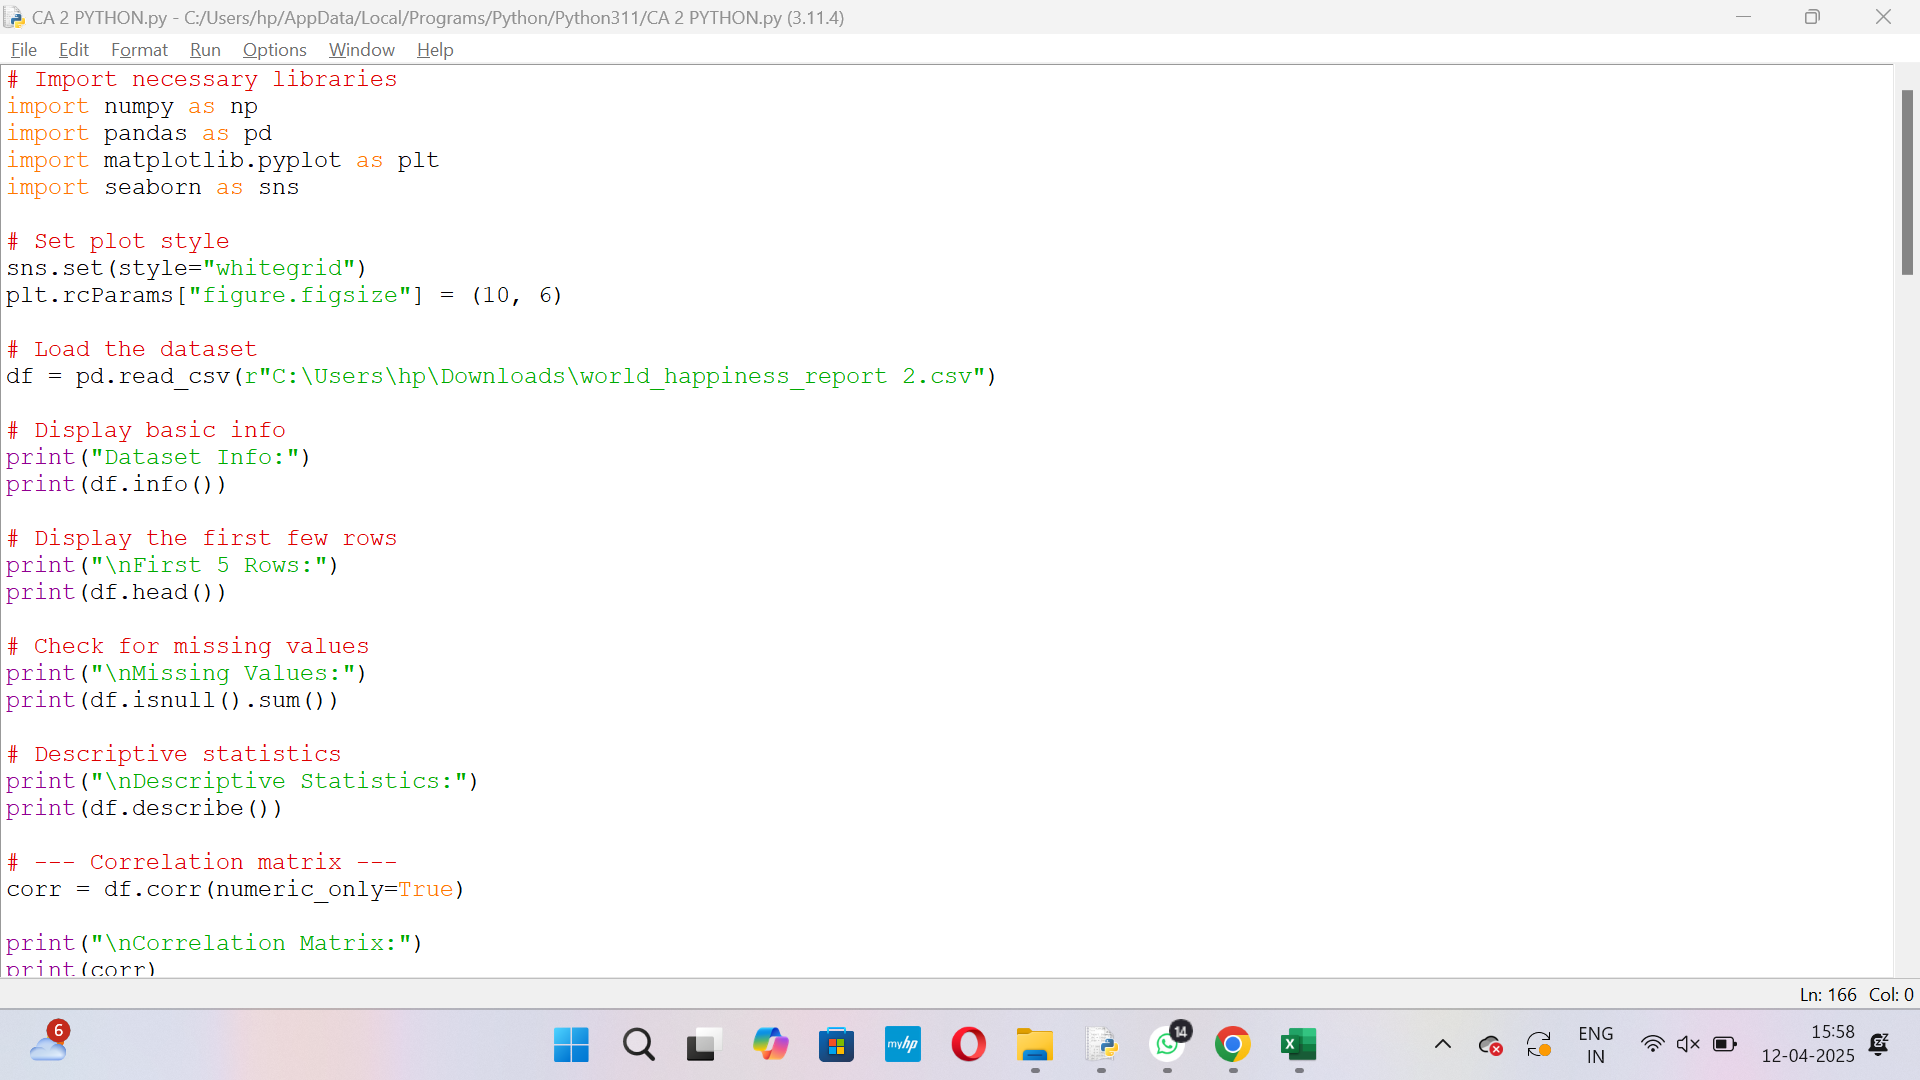 CA 2 PYTHON.py - C:/Users/hp/AppData/Local/Programs/Python/Python311/CA 2 PYTHON.py (3.11.4)
File Edit Format Run Options Window Help
# Import necessary libraries
import numpy as np
import pandas as pd
import matplotlib.pyplot as plt
import seaborn as sns
# Set plot style
sns.set(style="whitegrid")
plt.rcParams["figure.figsize"] = (10, 6)
# Load the dataset
df = pd.read_csv(r"C:\Users\hp\Downloads\world_happiness_report 2.csv")
# Display basic info
print("Dataset Info:")
print(df.info())
# Display the first few rows
print("\nFirst 5 Rows:")
print(df.head())
# Check for missing values
print("\nMissing Values:")
print(df.isnull().sum())
# Descriptive statistics
print("\nDescriptive Statistics:")
print(df.describe())
# --- Correlation matrix ---
corr = df.corr(numeric_only=True)
print("\nCorrelation Matrix:")
print(corr)
Ln: 166 Col: 0
6
myhp
14
X
ENG
IN
15:58
12-04-2025